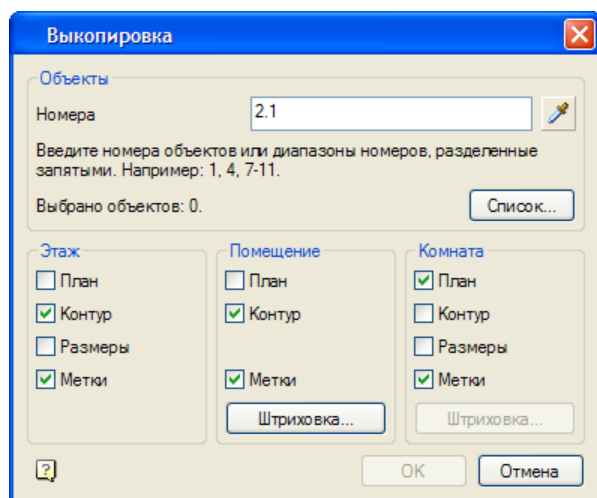 Выкопировка
Объекты
Номера 2.1
Введите номера объектов или диапазоны номеров, разделенные
запятыми. Например: 1, 4, 7-11.
Выбрано объектов: 0. Список...
Этаж Помещение Комната
План План План
Контур Контур Контур
Размеры Размеры
Метки Метки Метки
Штриховка... Штриховка...
? OK Отмена